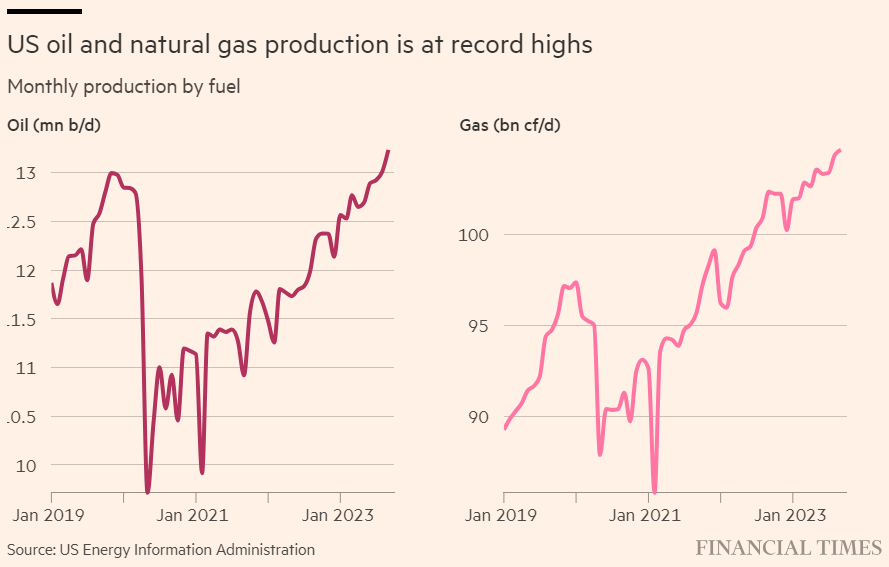 US oil and natural gas production is at record highs
Monthly production by fuel
Oil (mn b/d)
13
.2.5
12
.1.5
11
.0.5
10
Jan 2019
Jan 2021
Jan 2023
Gas (bn cf/d)
100
95
90
Jan 2019
Jan 2021
Jan 2023
Source: US Energy Information Administration
FINANCIAL TIMES